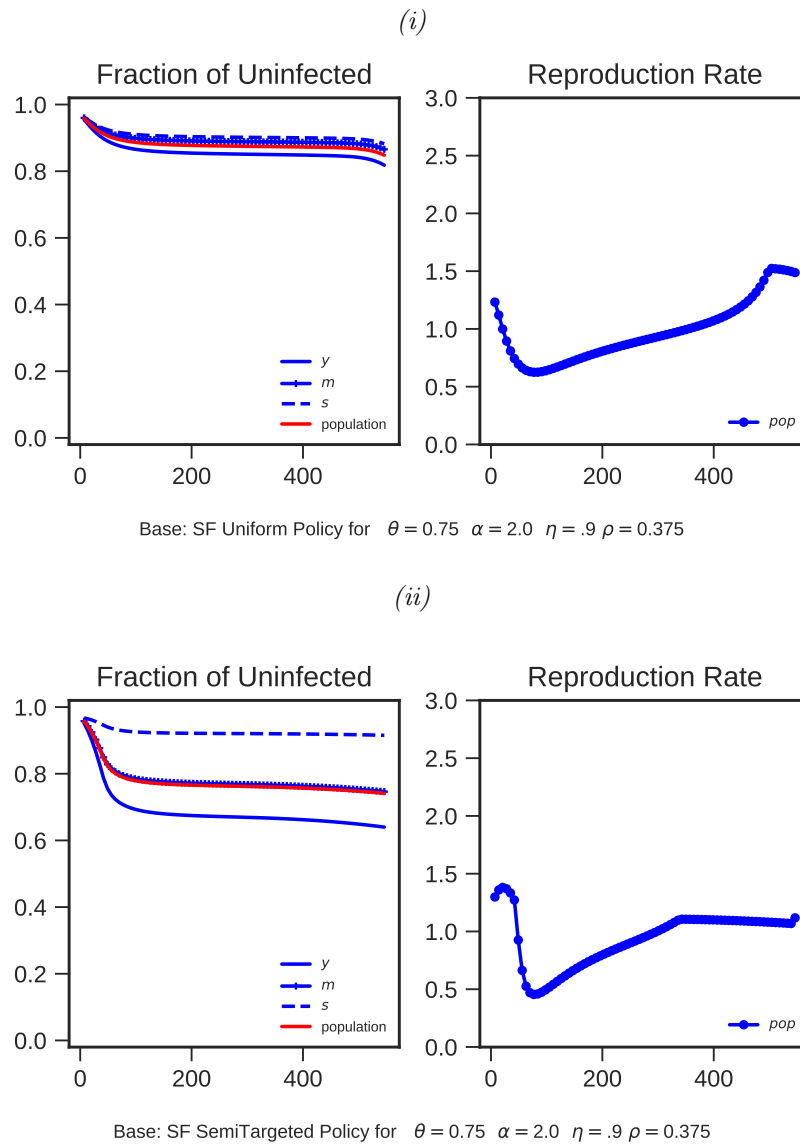 (i)
Fraction of Uninfected
Reproduction Rate
1.0
0.8
0.6
0.4
0.2
0.0
y
m
s
population
0 200 400
3.0
2.5
2.0
1.5
1.0
0.5
0.0
pop
0 200 400
Base: SF Uniform Policy for θ = 0.75 α = 2.0 η = .9 ρ = 0.375
(ii)
Fraction of Uninfected
Reproduction Rate
1.0
0.8
0.6
0.4
0.2
0.0
y
m
s
population
0 200 400
3.0
2.5
2.0
1.5
1.0
0.5
0.0
pop
0 200 400
Base: SF SemiTargeted Policy for θ = 0.75 α = 2.0 η = .9 ρ = 0.375